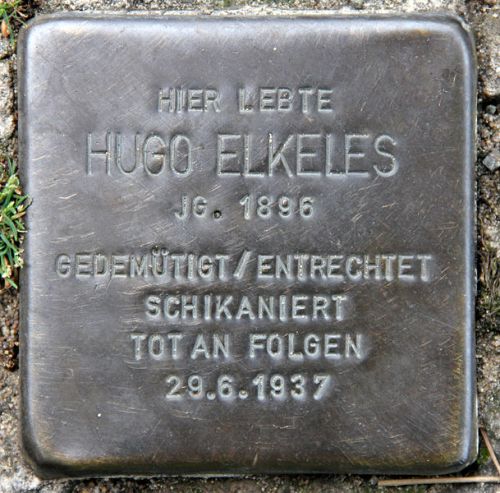 HIER LEBTE
HUGO ELKELES
JG. 1896
GEDEMÜTIGT/ENTRECHTET
SCHIKANIERT
TOT AN FOLGEN
29.6.1937